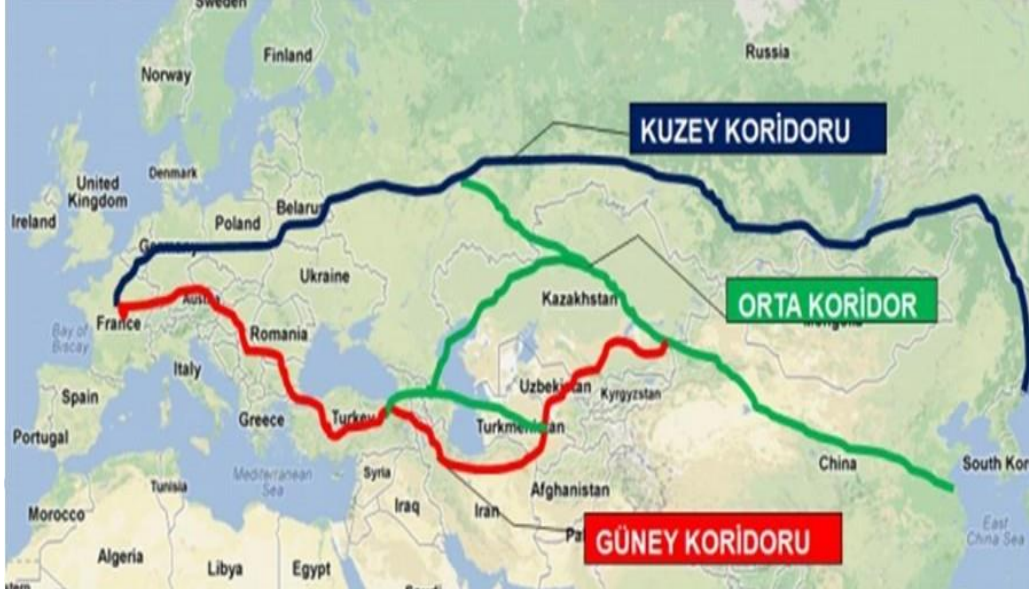 Sweden
Finland
Russia
Norway
KUZEY KORİDORU
Denmark
United
Kingdom
Ireland
Poland
Belarus
Germany
Ukraine
Kazakhstan
ORTA KORİDOR
Mongolia
Austria
France
Bay of
Biscay
Romania
Italy
Uzbekistan
Kyrgyzstan
Spain
Greece
Turkey
Turkmenistan
Portugal
China
South Kor
Mediterranean
Sea
Syria
Tunisia
Afghanistan
Iraq
Iran
Morocco
East
China Sea
Pa
GÜNEY KORİDORU
Algeria
Libya
Egypt